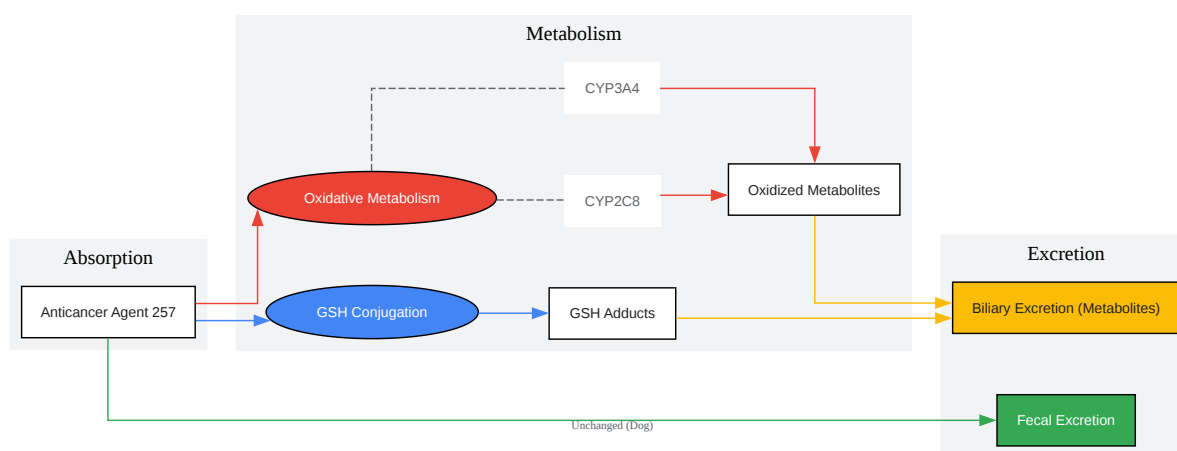 Metabolism
CYP3A4
Oxidative Metabolism
CYP2C8
Oxidized Metabolites
Absorption
Anticancer Agent 257
GSH Conjugation
GSH Adducts
Excretion
Biliary Excretion (Metabolites)
Fecal Excretion
Unchanged (Dog)